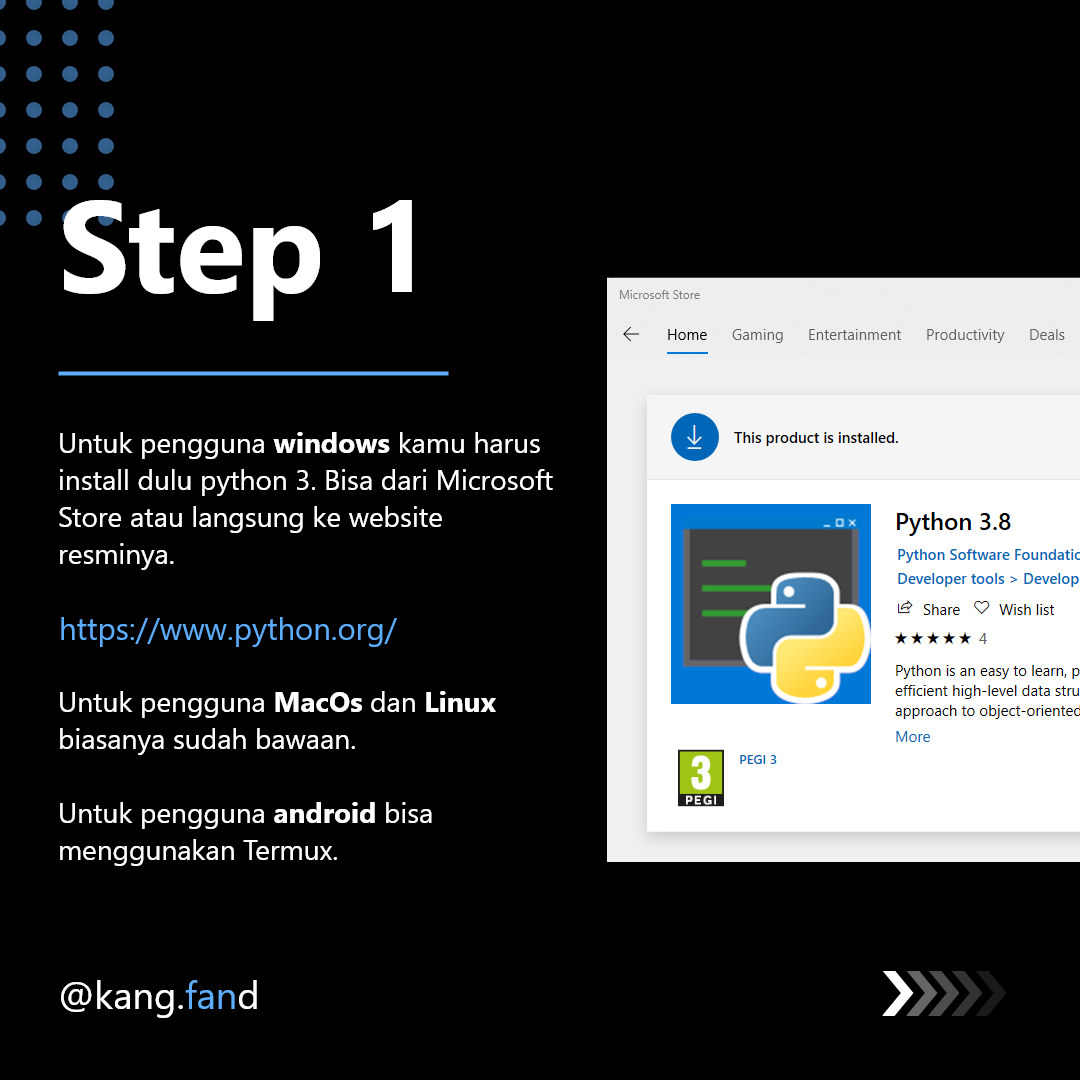 Step 1
Untuk pengguna windows kamu harus
install dulu python 3. Bisa dari Microsoft
Store atau langsung ke website
resminya.
https://www.python.org/
Untuk pengguna MacOs dan Linux
biasanya sudah bawaan.
Untuk pengguna android bisa
menggunakan Termux.
@kang.fand
Microsoft Store
Home Gaming Entertainment Productivity Deals
This product is installed.
Python 3.8
Python Software Foundatio
Developer tools > Develop
Share Wish list
★★★★★ 4
Python is an easy to learn, p
efficient high-level data stru
approach to object-oriented
More
3
PEGI
PEGI 3